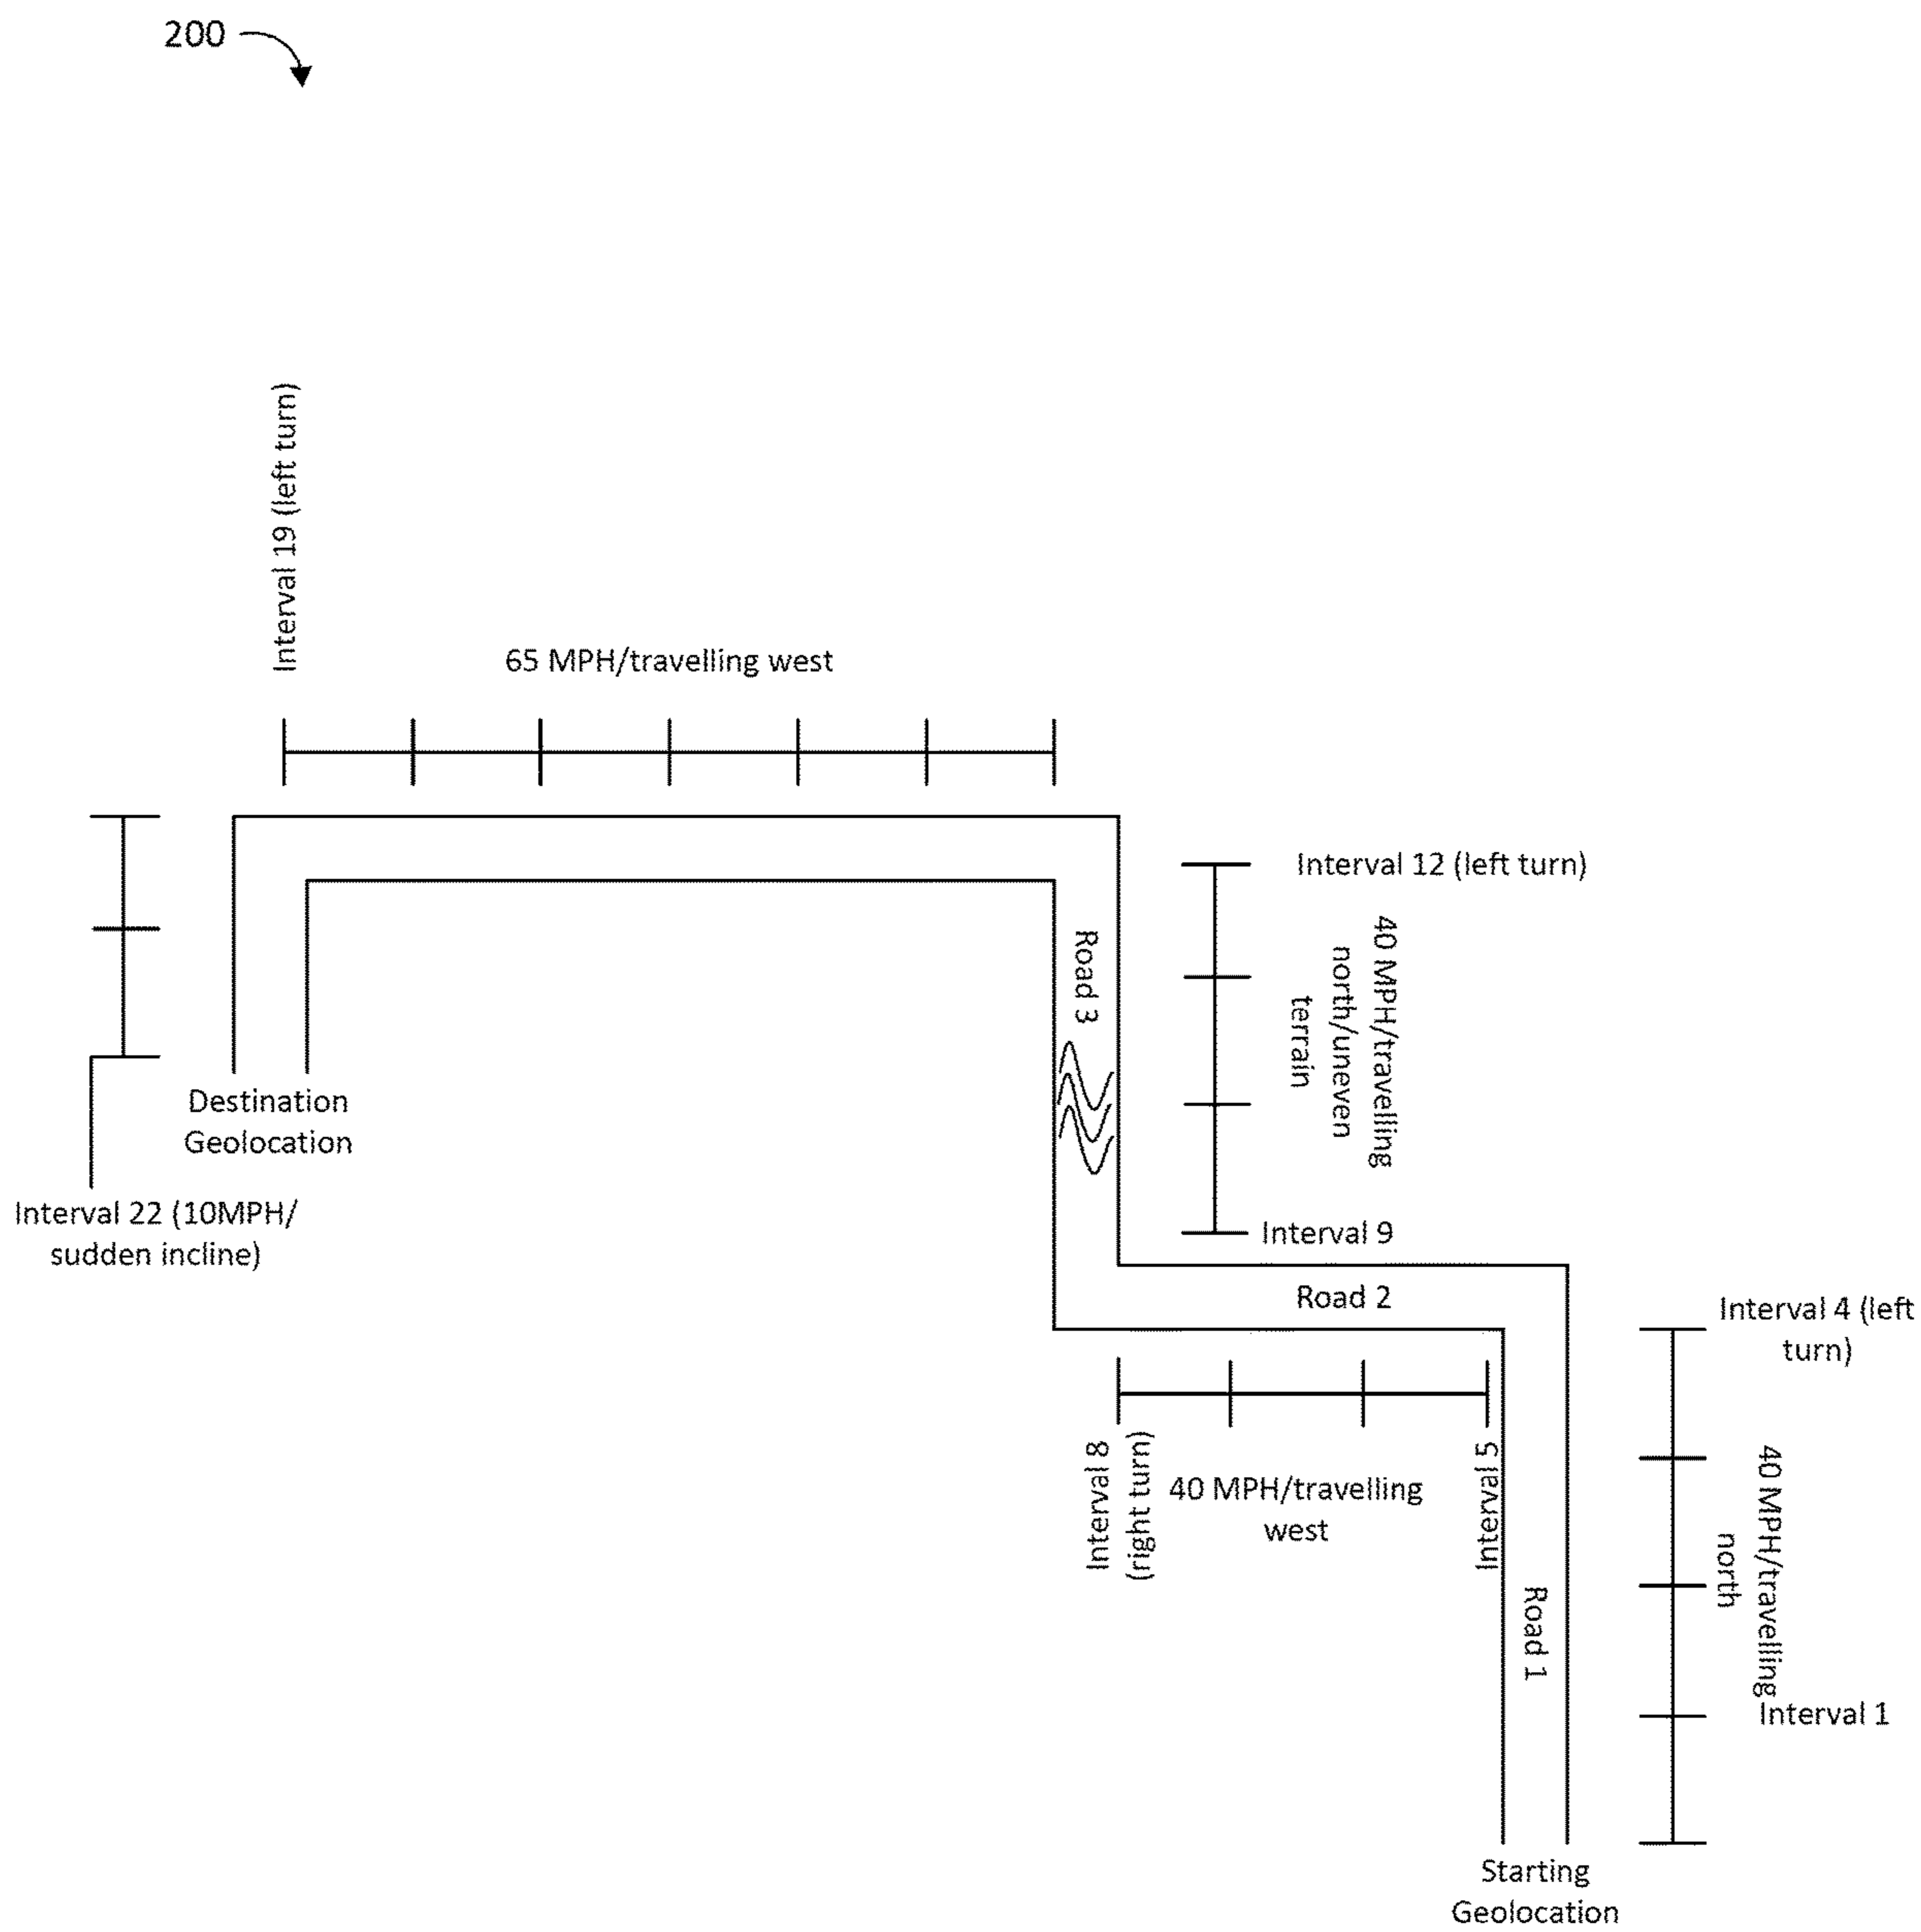 200
Interval 19 (left turn)
65 MPH/travelling west
Interval 12 (left turn)
40 MPH/travelling
north/uneven
terrain
Road 3
Destination
Geolocation
Interval 22 (10MPH/
sudden incline)
Interval 9
Road 2
Interval 4 (left
turn)
Interval 8
(right turn)
40 MPH/travelling
west
Interval 5
Road 1
40 MPH/travelling
north
Interval 1
Starting
Geolocation